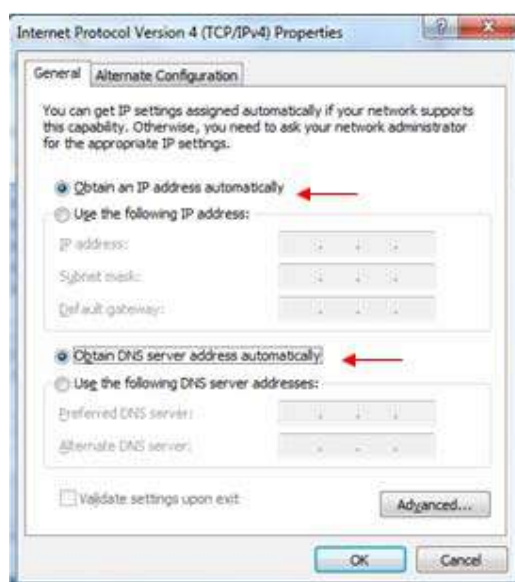 Internet Protocol Version 4 (TCP/IPv4) Properties
General
Alternate Configuration
You can get IP settings assigned automatically if your network supports
this capability. Otherwise, you need to ask your network administrator
for the appropriate IP settings.
Obtain an IP address automatically
Use the following IP address:
IP address:
Subnet mask:
Default gateway:
Obtain DNS server address automatically
Use the following DNS server addresses:
Preferred DNS server:
Alternate DNS server:
Validate settings upon exit
Advanced...
OK
Cancel